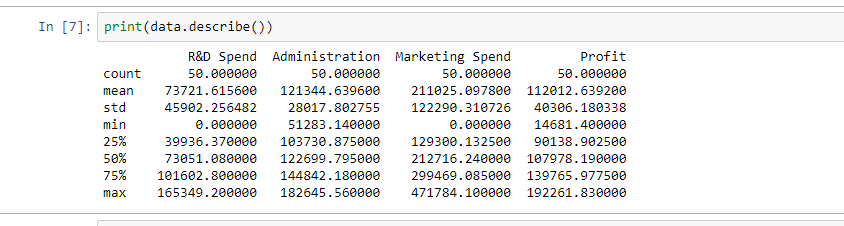 In [7]: print(data.describe())
R&D Spend Administration Marketing Spend Profit
count 50.000000 50.000000 50.000000 50.000000
mean 73721.615600 121344.639600 211025.097800 112012.639200
std 45902.256482 28017.802755 122290.310726 40306.180338
min 0.000000 51283.140000 0.000000 14681.400000
25% 39936.370000 103730.875000 129300.132500 90138.902500
50% 73051.080000 122699.795000 212716.240000 107978.190000
75% 101602.800000 144842.180000 299469.085000 139765.977500
max 165349.200000 182645.560000 471784.100000 192261.830000